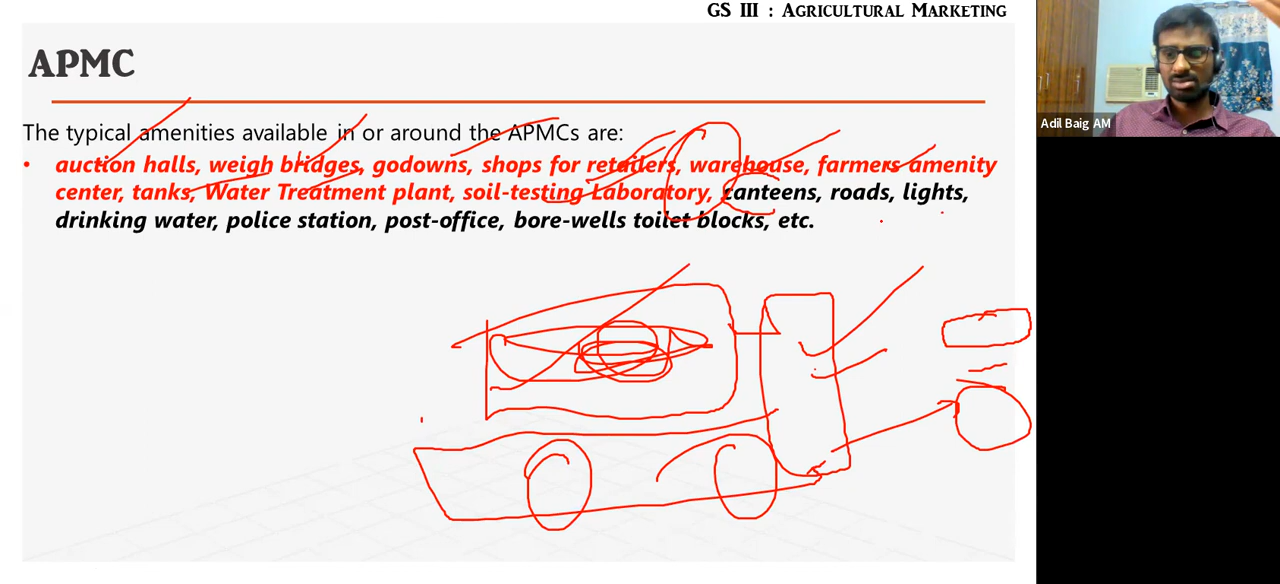 GS III : Agricultural Marketing
APMC
The typical amenities available in or around the APMCs are:
• auction halls, weigh bridges, godowns, shops for retailers, warehouse, farmers amenity
center, tanks, Water Treatment plant, soil-testing Laboratory, canteens, roads, lights,
drinking water, police station, post-office, bore-wells toilet blocks, etc.
Adil Baig AM